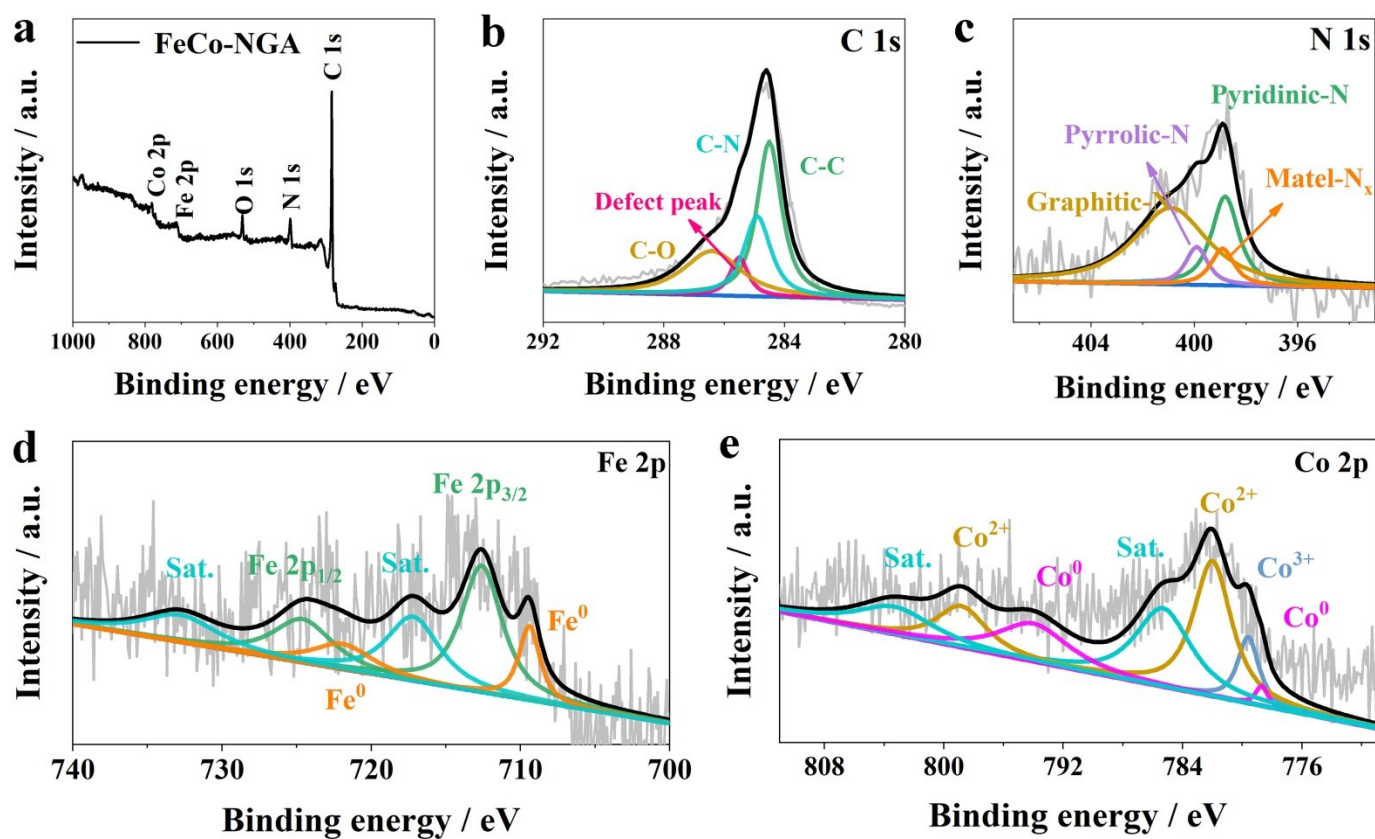 a
FeCo-NGA
C 1s
Co 2p
Fe 2p
O 1s
N 1s
Intensity / a.u.
1000 800 600 400 200 0
Binding energy / eV
b
C 1s
C-N
C-C
Defect peak
C-O
Intensity / a.u.
292 288 284 280
Binding energy / eV
c
N 1s
Pyridinic-N
Pyrrolic-N
Matel-Nₓ
Graphitic-N
Intensity / a.u.
404 400 396
Binding energy / eV
d
Fe 2p
Fe 2p₃/₂
Sat.
Fe 2p₁/₂
Sat.
Fe⁰
Fe⁰
Intensity / a.u.
740 730 720 710 700
Binding energy / eV
e
Co 2p
Co²⁺
Co²⁺
Sat.
Sat.
Co³⁺
Co⁰
Co⁰
Intensity / a.u.
808 800 792 784 776
Binding energy / eV